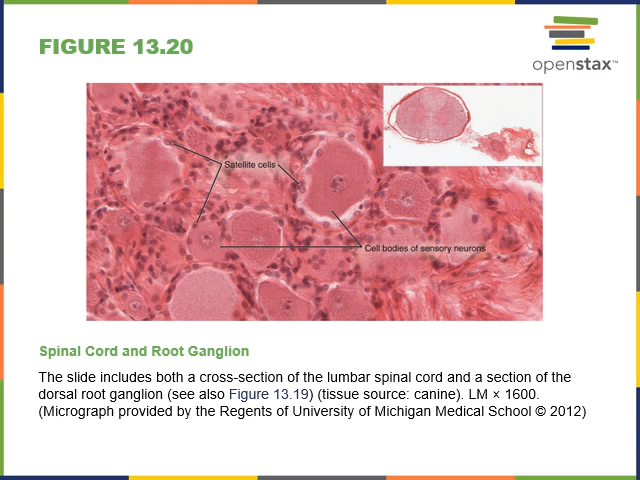 FIGURE 13.20
openstax™
Satellite cells
Cell bodies of sensory neurons
Spinal Cord and Root Ganglion
The slide includes both a cross-section of the lumbar spinal cord and a section of the
dorsal root ganglion (see also Figure 13.19) (tissue source: canine). LM × 1600.
(Micrograph provided by the Regents of University of Michigan Medical School © 2012)